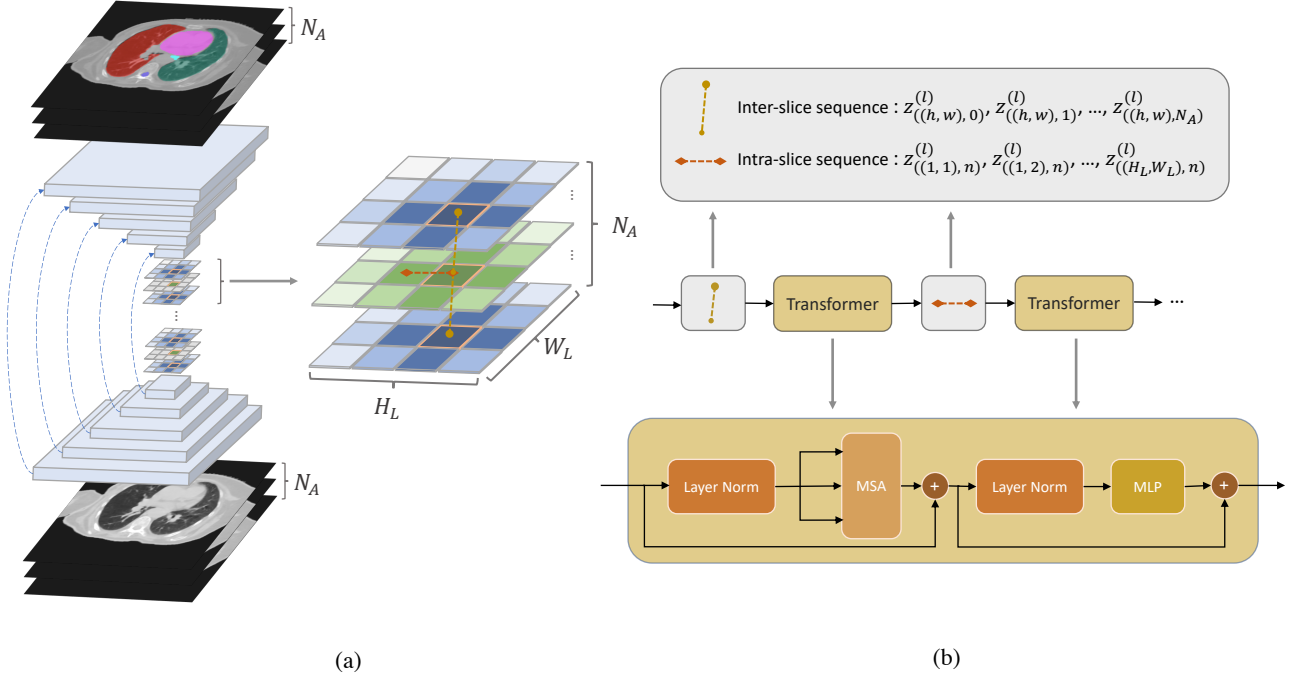 N_A
N_A
W_L
H_L
N_A
(a)
Inter-slice sequence : z^{(l)}_{((h, w), 0)}, z^{(l)}_{((h, w), 1)}, ..., z^{(l)}_{((h, w),N_A)}
Intra-slice sequence : z^{(l)}_{((1, 1), n)}, z^{(l)}_{((1, 2), n)}, ..., z^{(l)}_{((H_L,W_L), n)}
Transformer
Transformer
...
Layer Norm
MSA
+
Layer Norm
MLP
+
(b)